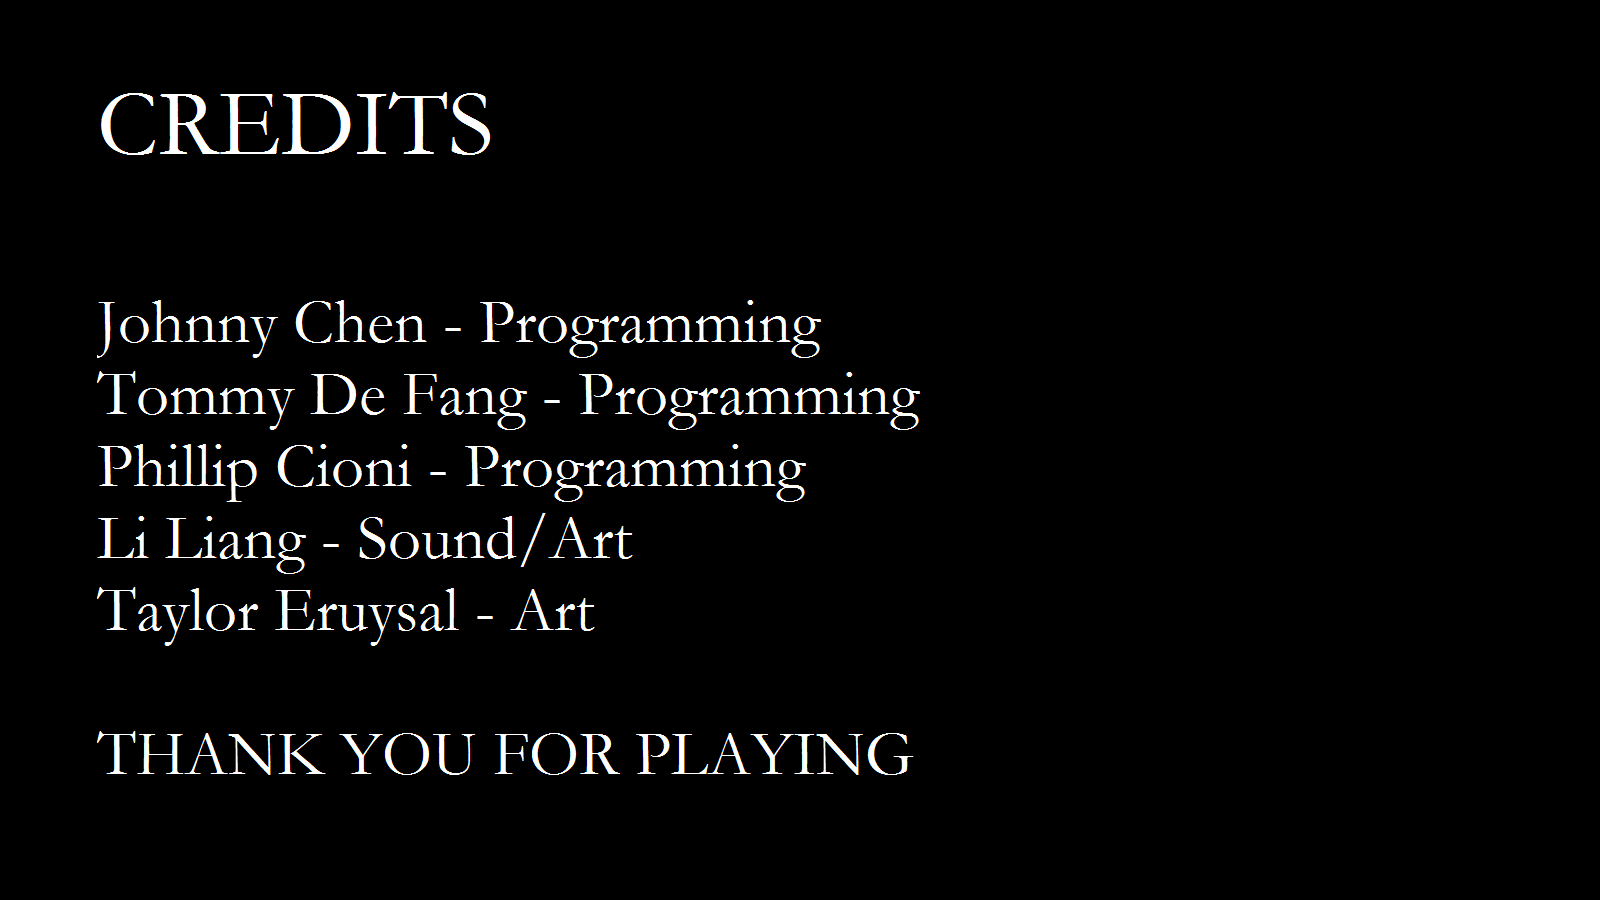 CREDITS
Johnny Chen - Programming
Tommy De Fang - Programming
Phillip Cioni - Programming
Li Liang - Sound/Art
Taylor Eruysal - Art
THANK YOU FOR PLAYING